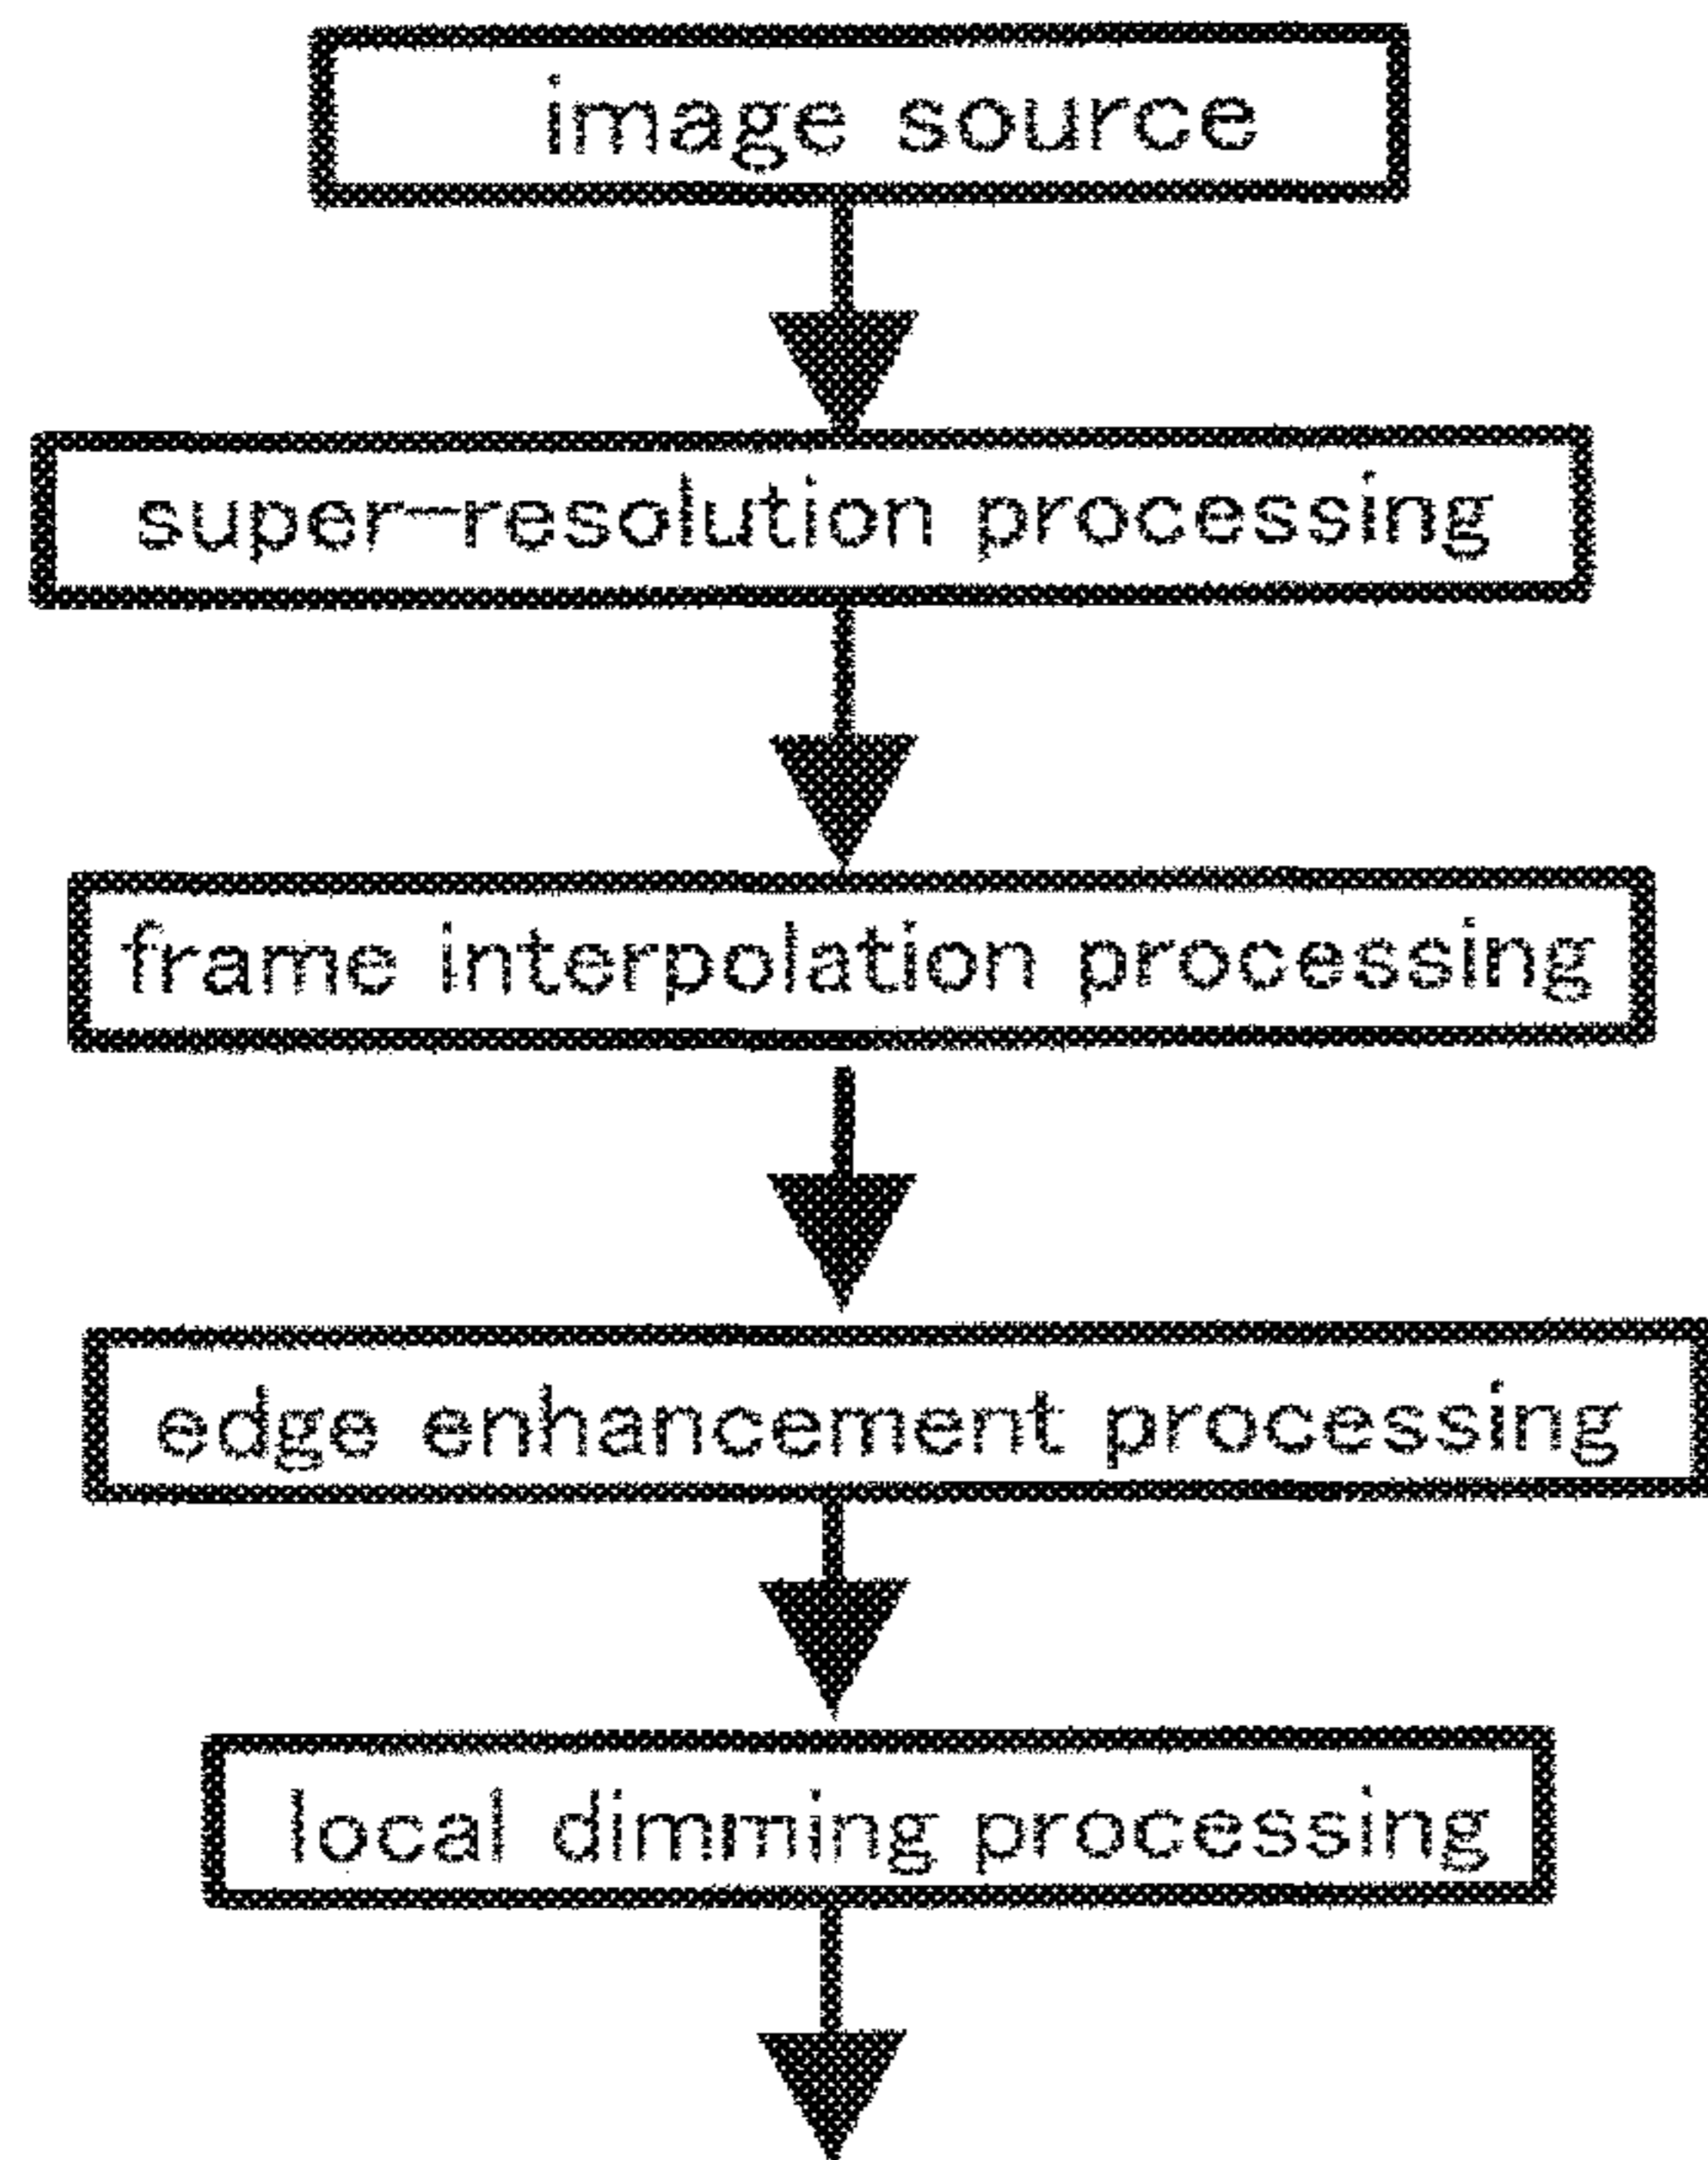 image source
super-resolution processing
frame interpolation processing
edge enhancement processing
local dimming processing